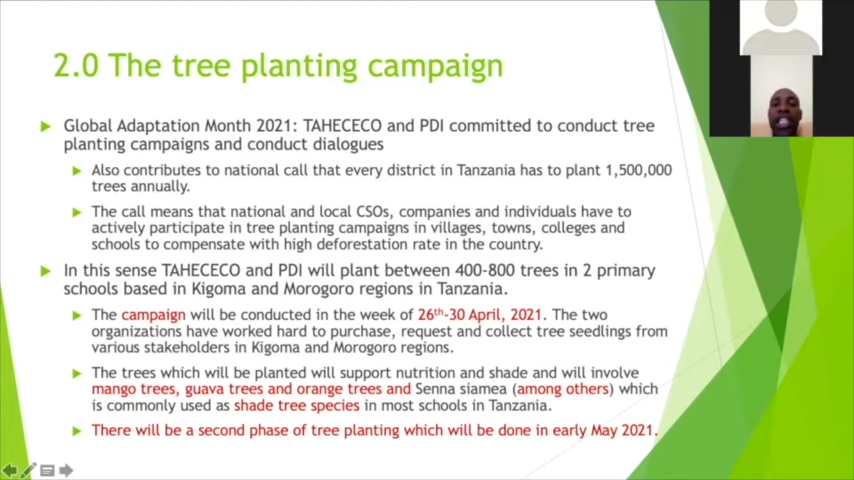 2.0 The tree planting campaign
Global Adaptation Month 2021: TAHECECO and PDI committed to conduct tree
planting campaigns and conduct dialogues
Also contributes to national call that every district in Tanzania has to plant 1,500,000
trees annually.
The call means that national and local CSOs, companies and individuals have to
actively participate in tree planting campaigns in villages, towns, colleges and
schools to compensate with high deforestation rate in the country.
In this sense TAHECECO and PDI will plant between 400-800 trees in 2 primary
schools based in Kigoma and Morogoro regions in Tanzania.
The campaign will be conducted in the week of 26th-30 April, 2021. The two
organizations have worked hard to purchase, request and collect tree seedlings from
various stakeholders in Kigoma and Morogoro regions.
The trees which will be planted will support nutrition and shade and will involve
mango trees, guava trees and orange trees and Senna siamea (among others) which
is commonly used as shade tree species in most schools in Tanzania.
There will be a second phase of tree planting which will be done in early May 2021.